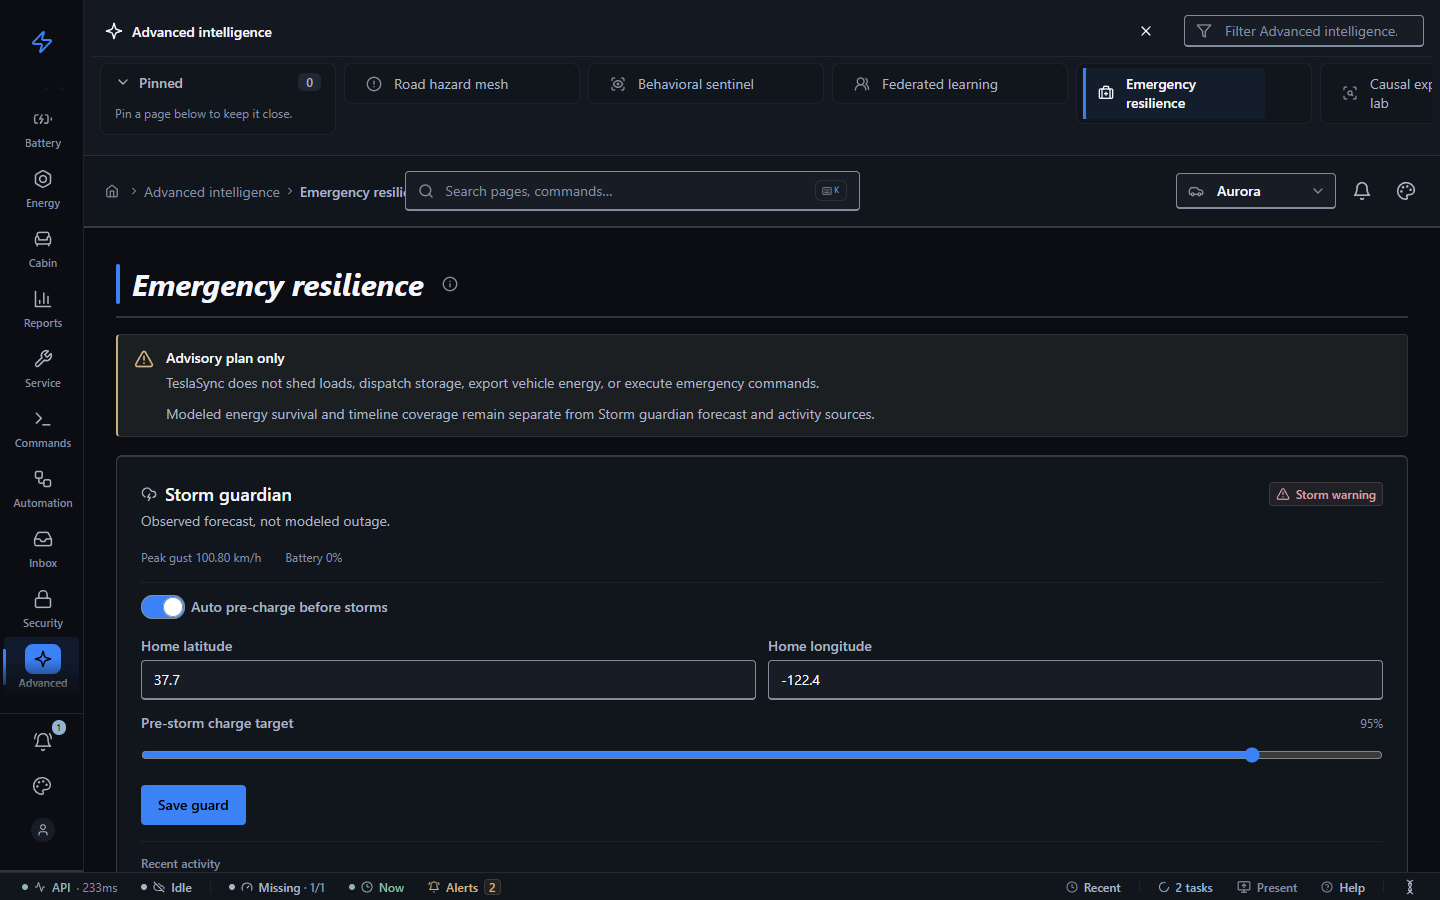 Advanced intelligence
Filter Advanced intelligence.
Pinned
0
Pin a page below to keep it close.
Road hazard mesh
Behavioral sentinel
Federated learning
Emergency
resilience
Causal exp
lab
Battery
Energy
Cabin
Reports
Service
Commands
Automation
Inbox
Security
Advanced
1
Advanced intelligence
Emergency resilie
Search pages, commands...
K
Aurora
Emergency resilience
Advisory plan only
TeslaSync does not shed loads, dispatch storage, export vehicle energy, or execute emergency commands.
Modeled energy survival and timeline coverage remain separate from Storm guardian forecast and activity sources.
Storm guardian
Storm warning
Observed forecast, not modeled outage.
Peak gust 100.80 km/h
Battery 0%
Auto pre-charge before storms
Home latitude
Home longitude
37.7
-122.4
Pre-storm charge target
95%
Save guard
Recent activity
API · 233ms
Idle
Missing · 1/1
Now
Alerts 2
Recent
2 tasks
Present
Help